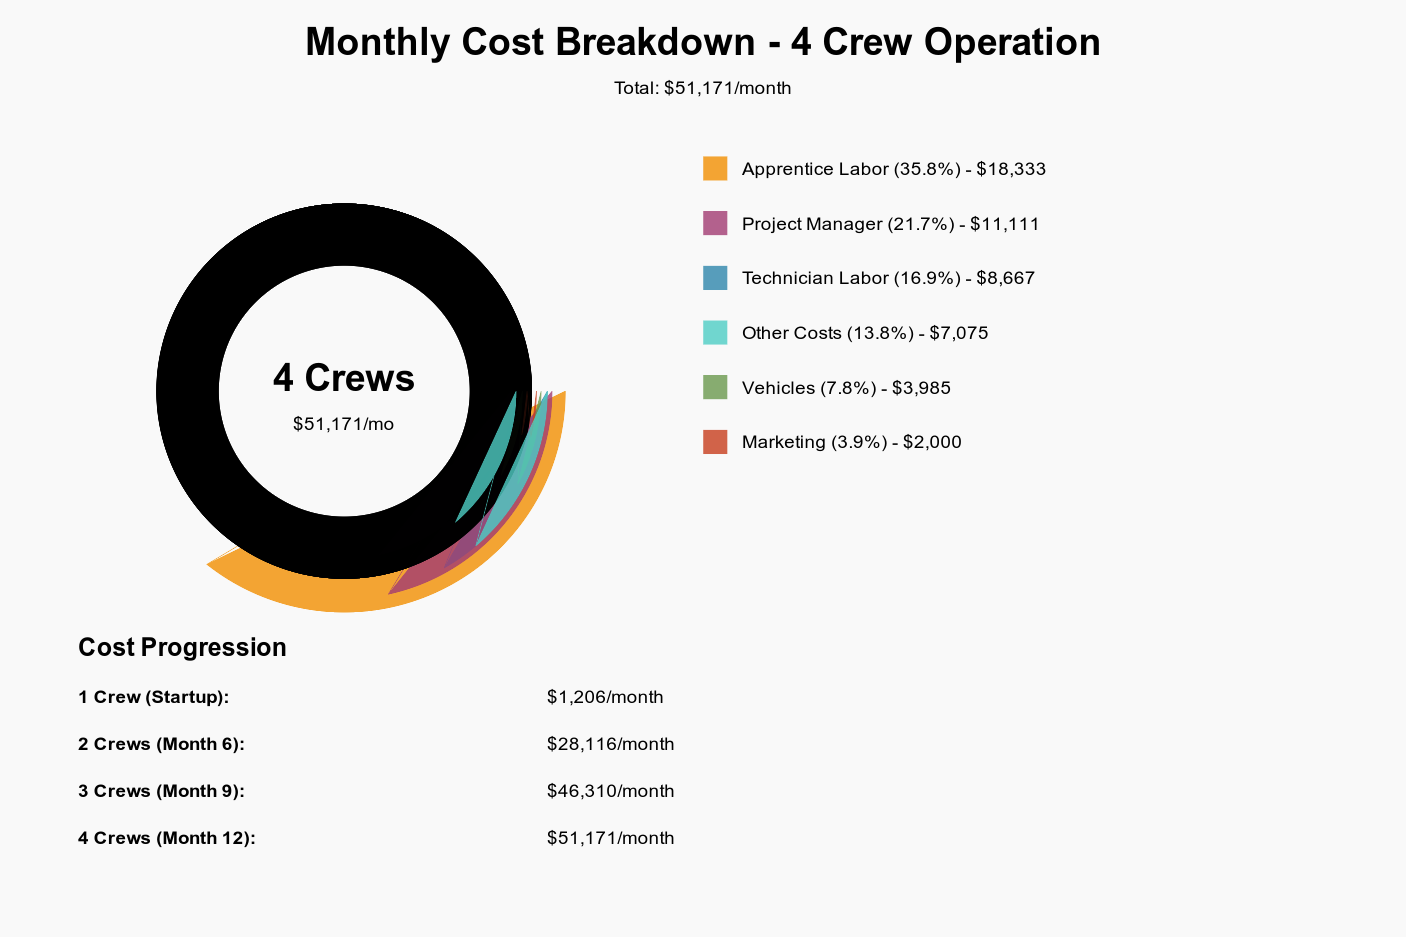 Monthly Cost Breakdown - 4 Crew Operation
Total: $51,171/month
Apprentice Labor (35.8%) - $18,333
Project Manager (21.7%) - $11,111
Technician Labor (16.9%) - $8,667
Other Costs (13.8%) - $7,075
Vehicles (7.8%) - $3,985
Marketing (3.9%) - $2,000
4 Crews
$51,171/mo
Cost Progression
1 Crew (Startup): $1,206/month
2 Crews (Month 6): $28,116/month
3 Crews (Month 9): $46,310/month
4 Crews (Month 12): $51,171/month